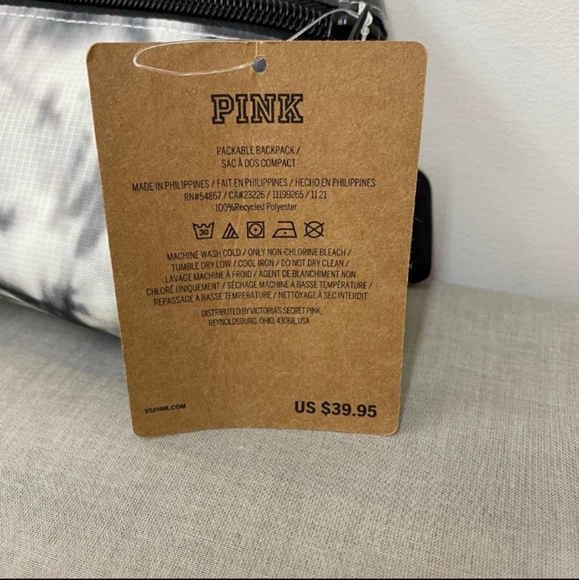 PINK
PACKABLE BACKPACK /
SAC À DOS COMPACT
MADE IN PHILIPPINES / FAIT EN PHILIPPINES / HECHO EN PHILIPPINES
RN#54867 / CA#23226 / 11199265 / 11 21
100%Recycled Polyester
30
MACHINE WASH COLD / ONLY NON-CHLORINE BLEACH /
TUMBLE DRY LOW / COOL IRON / DO NOT DRY CLEAN /
LAVAGE MACHINE À FROID / AGENT DE BLANCHIMENT NON
CHLORÉ UNIQUEMENT / SÉCHAGE MACHINE A BASSE TEMPÉRATURE /
REPASSAGE A BASSE TEMPERATURE / NETTOYAGE À SEC INTERDIT
DISTRIBUTED BY VICTORIA'S SECRET PINK,
REYNOLDSBURG, OHIO, 43068, USA
VSPINK.COM
US $39.95